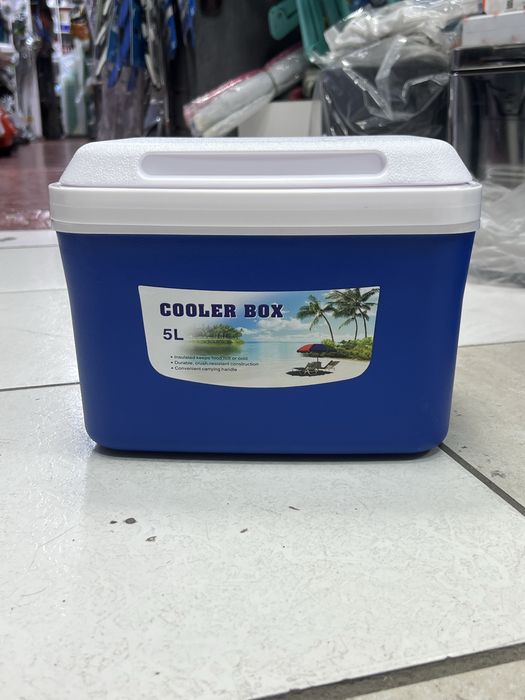 COOLER BOX
5L
• Insulated keeps food hot or cold
• Durable, crush resistant construction
• Convenient carrying handle